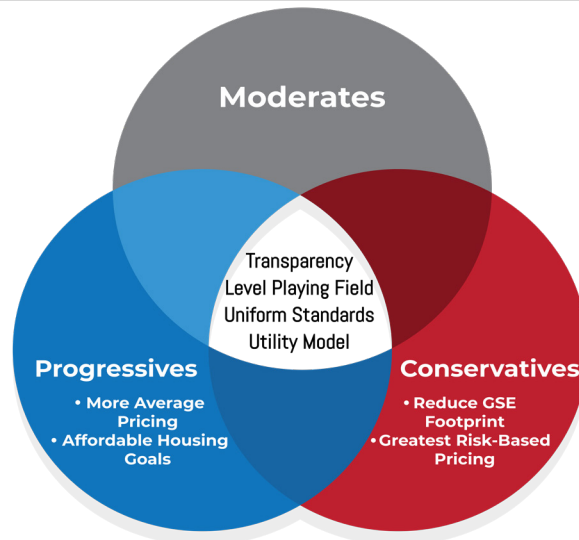 Moderates
Transparency
Level Playing Field
Uniform Standards
Utility Model
Progressives
• More Average
Pricing
• Affordable Housing
Goals
Conservatives
• Reduce GSE
Footprint
• Greatest Risk-Based
Pricing